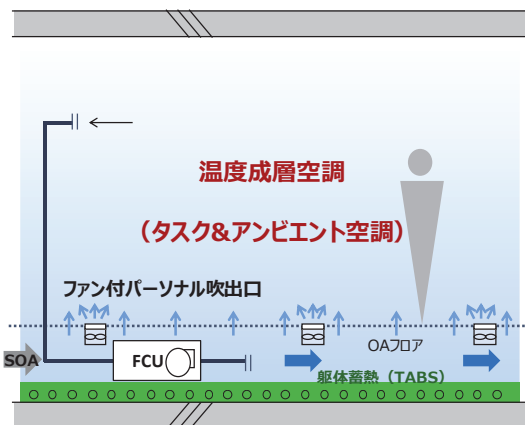 温度成層空調
（タスク&アンビエント空調）
ファン付パーソナル吹出口
OAフロア
SOA
FCU
躯体蓄熱（TABS）